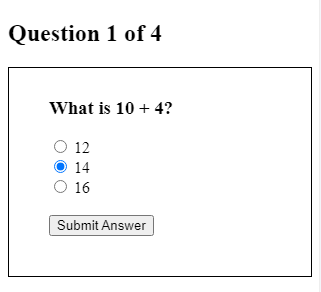 Question 1 of 4
What is 10 + 4?
12
14
16
Submit Answer